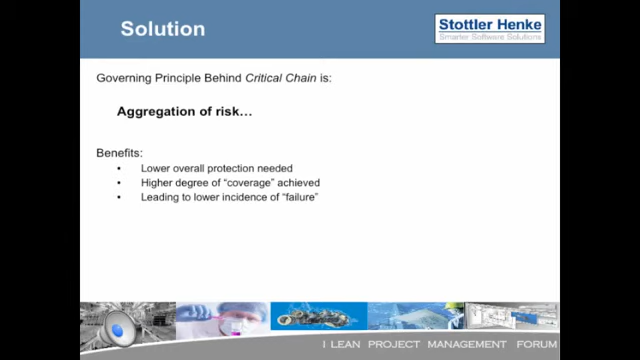 Solution
Stottler Henke
Smarter Software Solutions
Governing Principle Behind Critical Chain is:
Aggregation of risk…
Benefits:
• Lower overall protection needed
• Higher degree of “coverage” achieved
• Leading to lower incidence of “failure”
I LEAN PROJECT MANAGEMENT FORUM